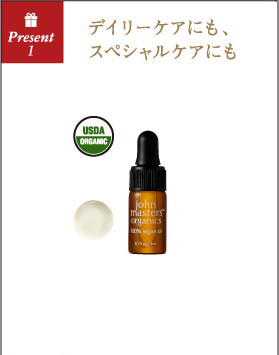 Present
1
デイリーケアにも、
スペシャルケアにも
USDA
ORGANIC
john
masters
organics
100% argan oil